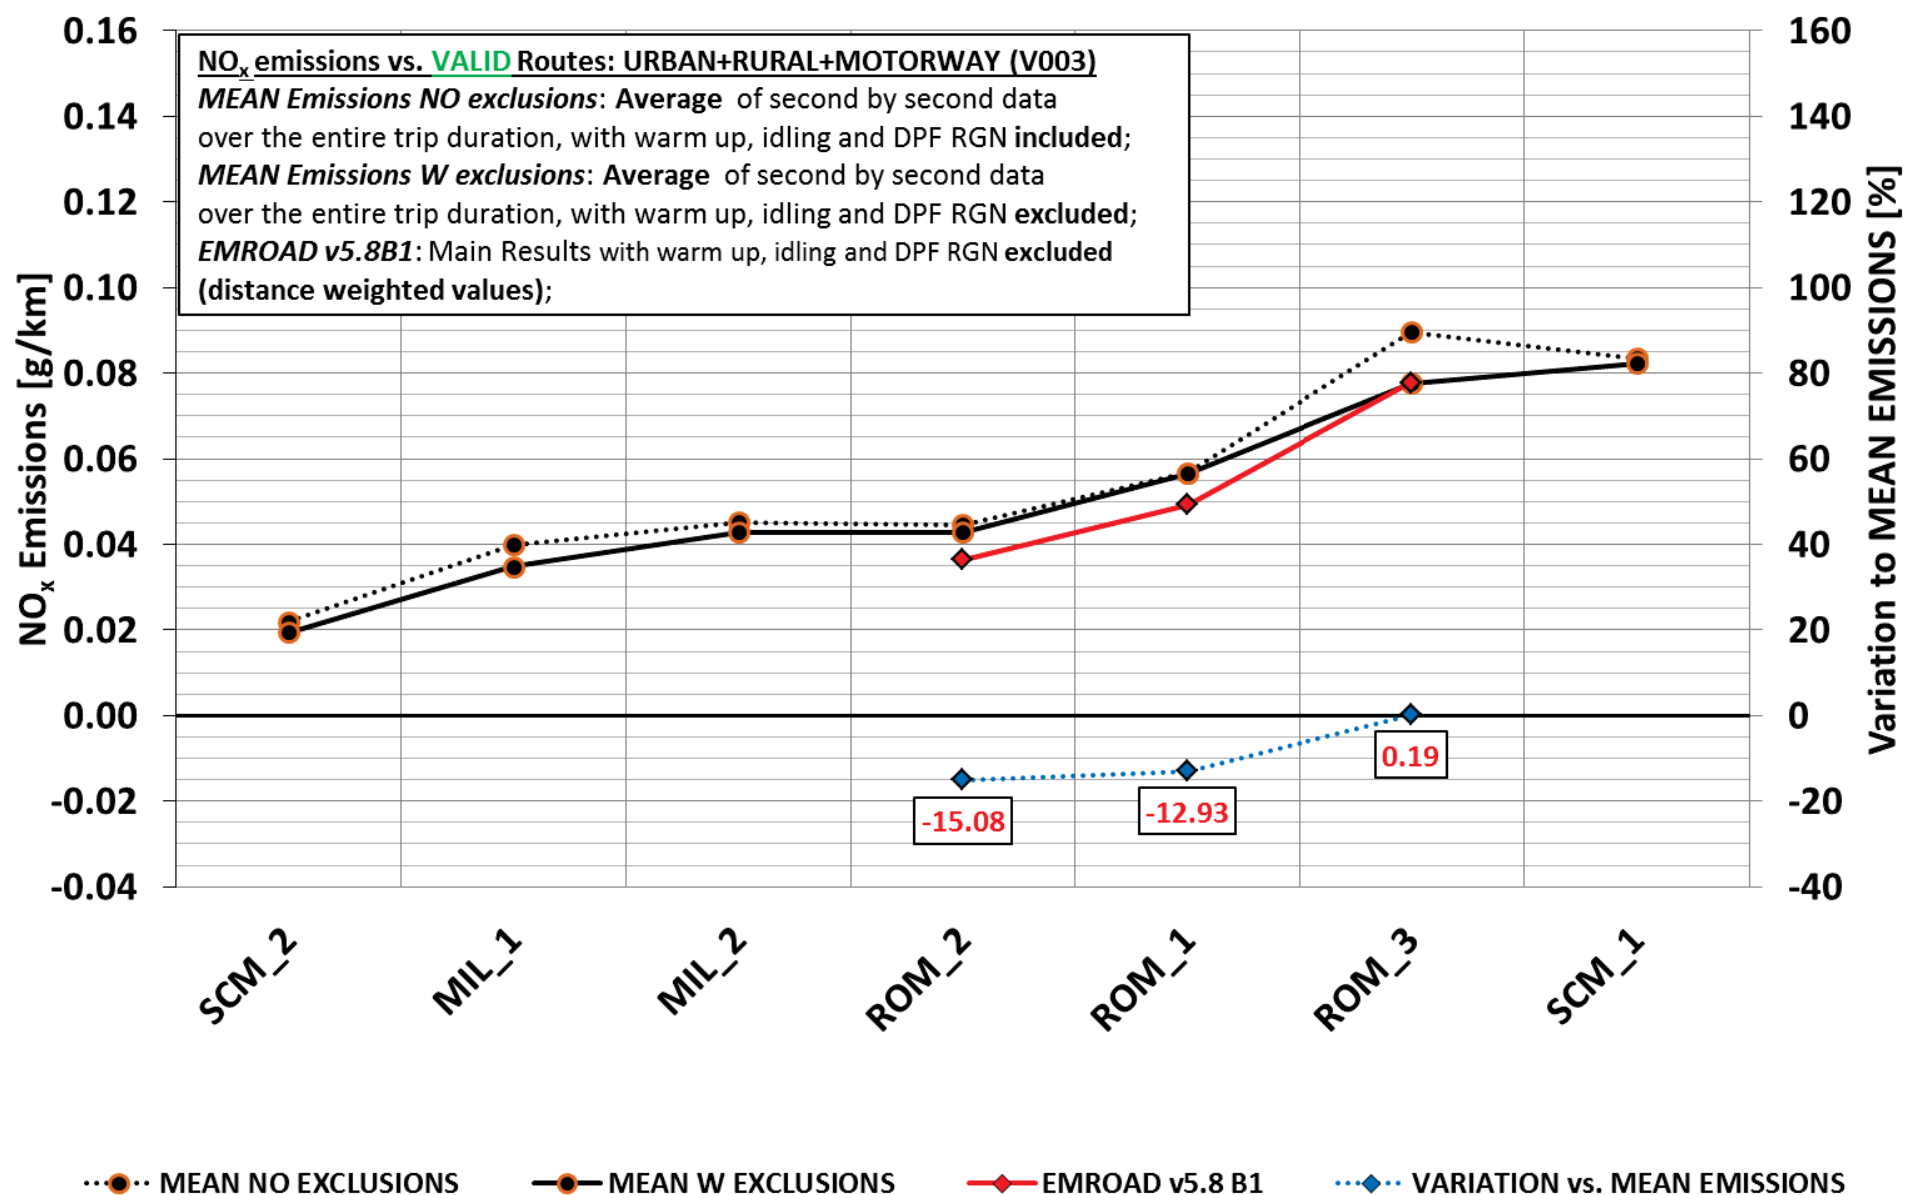 NOx emissions vs. VALID Routes: URBAN+RURAL+MOTORWAY (V003)
MEAN Emissions NO exclusions: Average of second by second data
over the entire trip duration, with warm up, idling and DPF RGN included;
MEAN Emissions W exclusions: Average of second by second data
over the entire trip duration, with warm up, idling and DPF RGN excluded;
EMROAD v5.8B1: Main Results with warm up, idling and DPF RGN excluded
(distance weighted values);
NOx Emissions [g/km]
0.16
0.14
0.12
0.10
0.08
0.06
0.04
0.02
0.00
-0.02
-0.04
160
140
120
100
80
60
40
20
0
-20
-40
Variation to MEAN EMISSIONS [%]
-15.08
-12.93
0.19
SCM_2
MIL_1
MIL_2
ROM_2
ROM_1
ROM_3
SCM_1
MEAN NO EXCLUSIONS
MEAN W EXCLUSIONS
EMROAD v5.8 B1
VARIATION vs. MEAN EMISSIONS